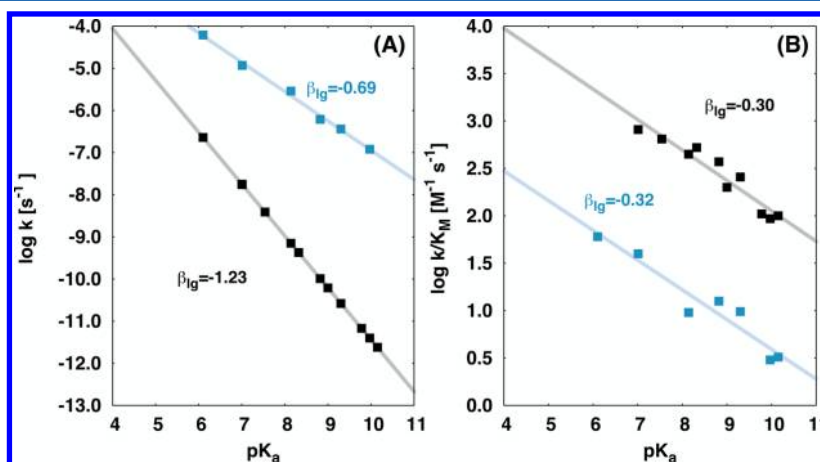 (A)
-4.0
-5.0
-6.0
-7.0
-8.0
-9.0
-10.0
-11.0
-12.0
-13.0
log k [s⁻¹]
βlg=-0.69
βlg=-1.23
4 5 6 7 8 9 10 11
pKa
(B)
4.0
3.5
3.0
2.5
2.0
1.5
1.0
0.5
0.0
log k/KM [M⁻¹ s⁻¹]
βlg=-0.30
βlg=-0.32
4 5 6 7 8 9 10 11
pKa